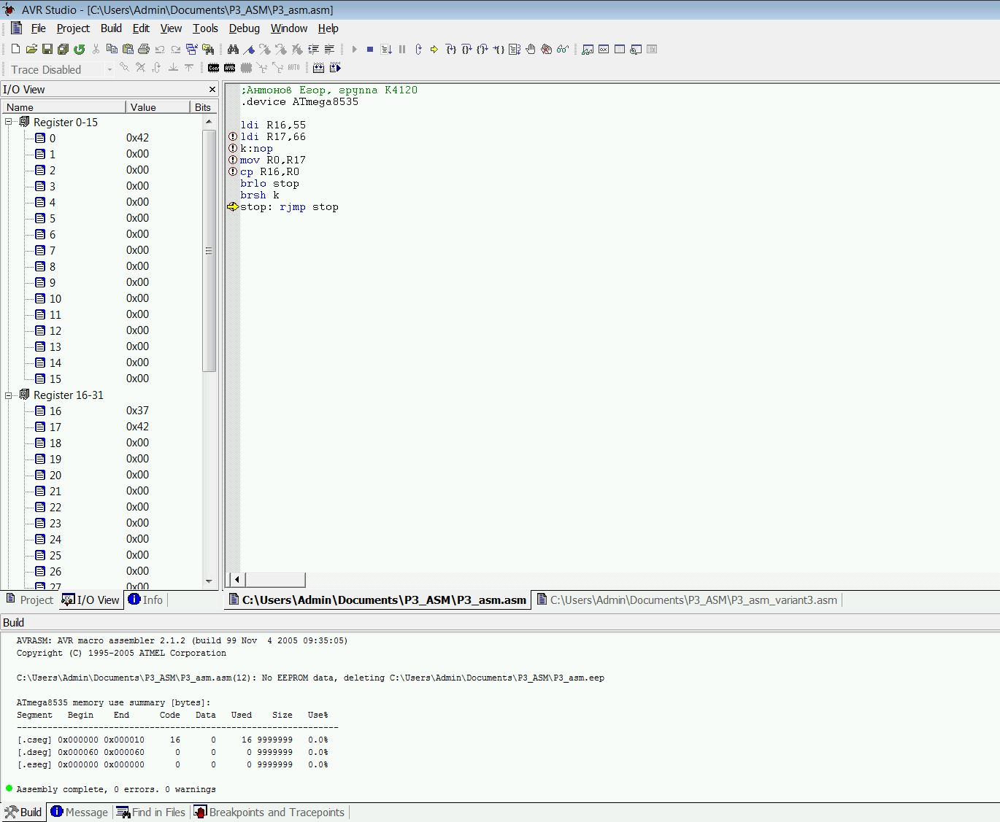 AVR Studio - [C:\Users\Admin\Documents\P3_ASM\P3_asm.asm]
File Project Build Edit View Tools Debug Window Help
Trace Disabled
AUTO
I/O View
Name Value Bits
Register 0-15
0 0x42
1 0x00
2 0x00
3 0x00
4 0x00
5 0x00
6 0x00
7 0x00
8 0x00
9 0x00
10 0x00
11 0x00
12 0x00
13 0x00
14 0x00
15 0x00
Register 16-31
16 0x37
17 0x42
18 0x00
19 0x00
20 0x00
21 0x00
22 0x00
23 0x00
24 0x00
25 0x00
26 0x00
27 0x00
Project I/O View Info
;Антонов Егор, группа К4120
.device ATmega8535
ldi R16,55
ldi R17,66
k:nop
mov R0,R17
cp R16,R0
brlo stop
brsh k
stop: rjmp stop
C:\Users\Admin\Documents\P3_ASM\P3_asm.asm C:\Users\Admin\Documents\P3_ASM\P3_asm_variant3.asm
Build
AVRASM: AVR macro assembler 2.1.2 (build 99 Nov  4 2005 09:35:05)
Copyright (C) 1995-2005 ATMEL Corporation
C:\Users\Admin\Documents\P3_ASM\P3_asm.asm(12): No EEPROM data, deleting C:\Users\Admin\Documents\P3_ASM\P3_asm.eep
ATmega8535 memory use summary [bytes]:
Segment   Begin    End      Code   Data   Used    Size   Use%
---------------------------------------------------------------
[.cseg] 0x000000 0x000010     16      0     16 9999999   0.0%
[.dseg] 0x000060 0x000060      0      0      0 9999999   0.0%
[.eseg] 0x000000 0x000000      0      0      0 9999999   0.0%
Assembly complete, 0 errors. 0 warnings
Build Message Find in Files Breakpoints and Tracepoints